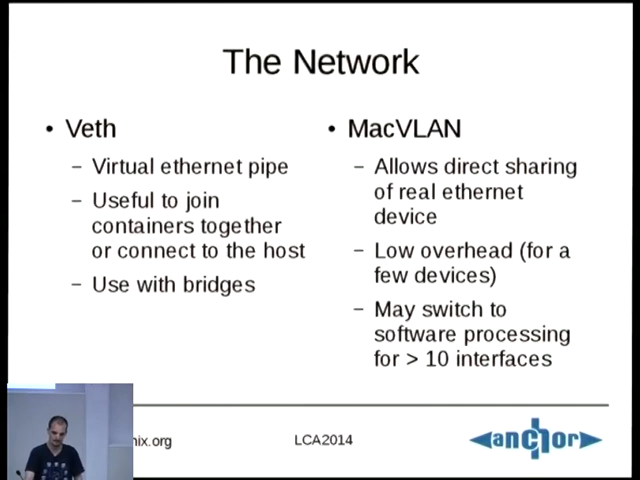 The Network
• Veth
– Virtual ethernet pipe
– Useful to join
containers together
or connect to the host
– Use with bridges
• MacVLAN
– Allows direct sharing
of real ethernet
device
– Low overhead (for a
few devices)
– May switch to
software processing
for > 10 interfaces
nix.org
LCA2014
anchor